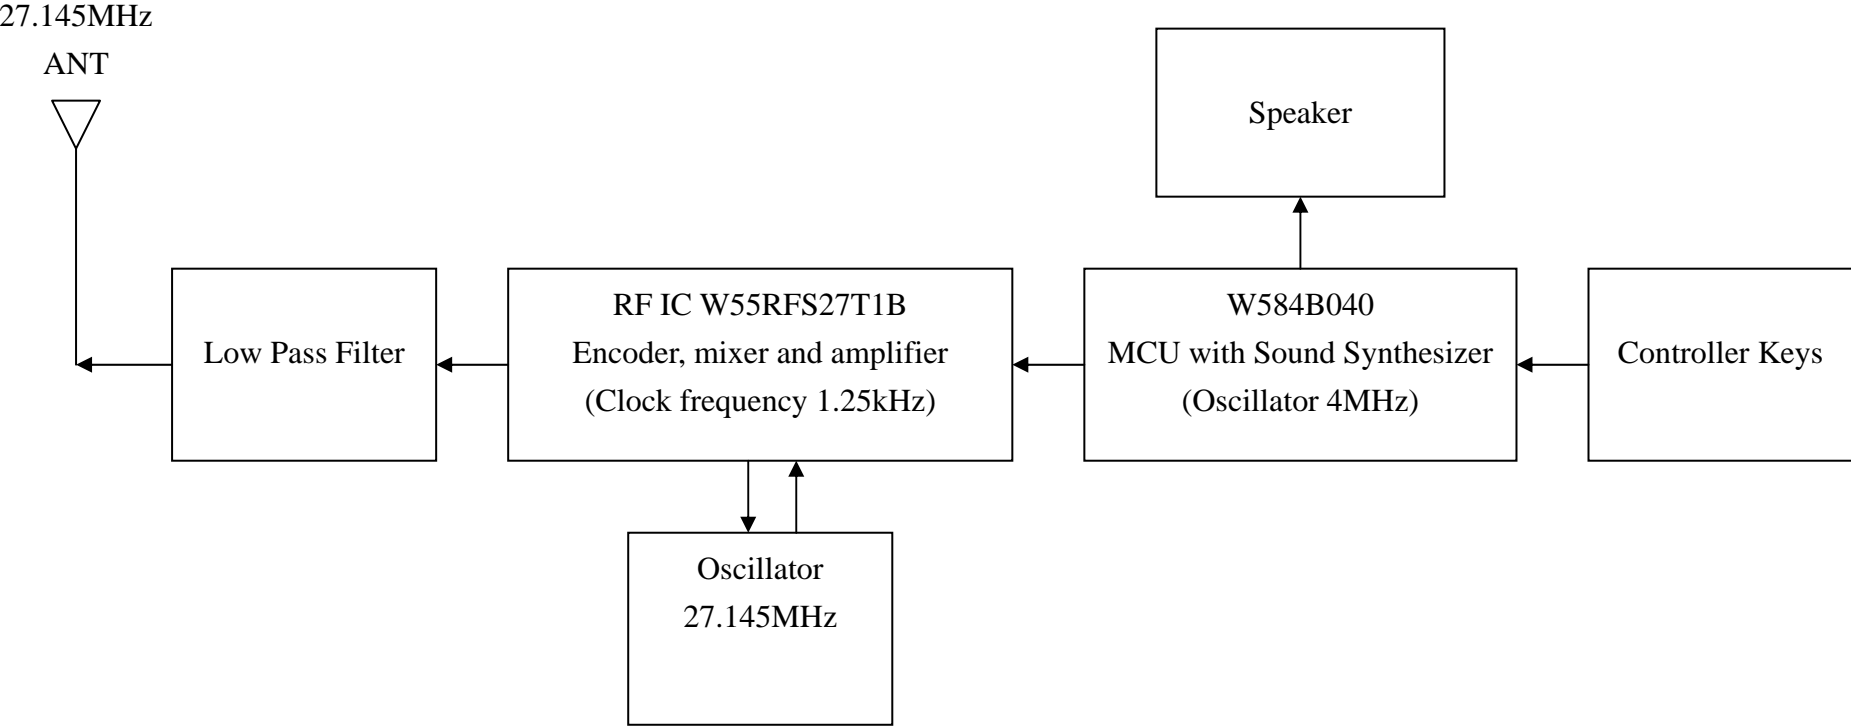 27.145MHz
ANT
Speaker
Low Pass Filter
RF IC W55RFS27T1B
Encoder, mixer and amplifier
(Clock frequency 1.25kHz)
W584B040
MCU with Sound Synthesizer
(Oscillator 4MHz)
Controller Keys
Oscillator
27.145MHz